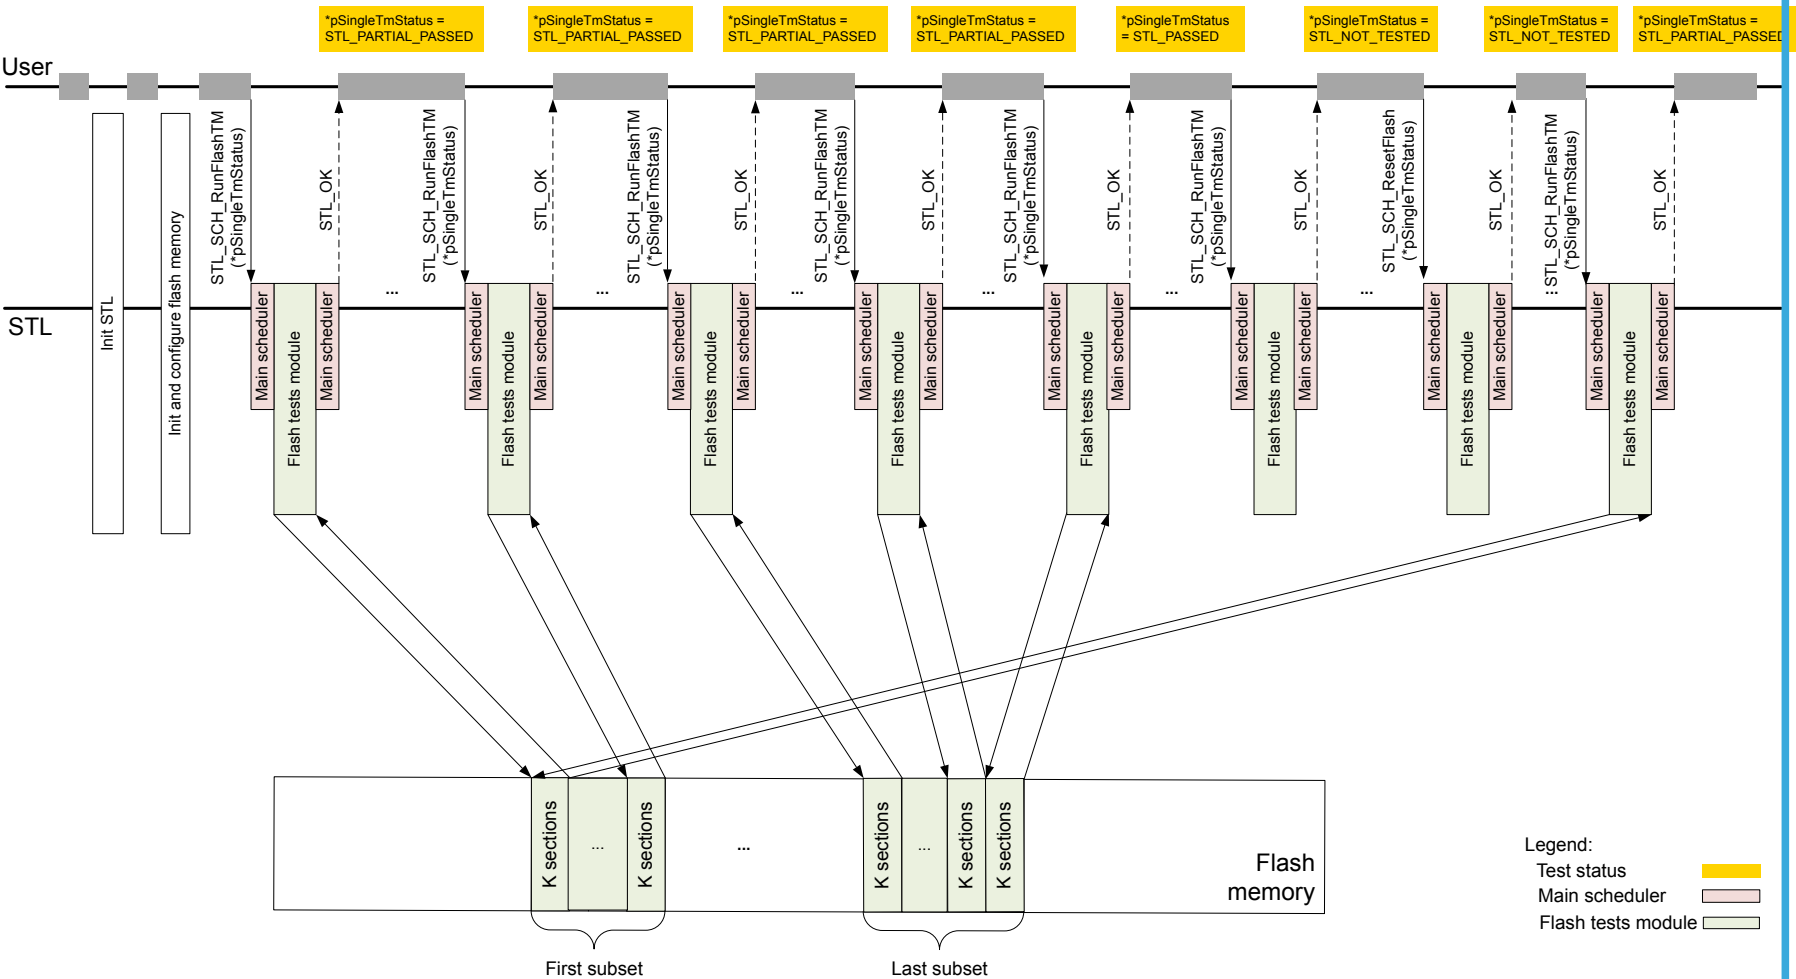 *pSingleTmStatus =
STL_PARTIAL_PASSED
*pSingleTmStatus =
STL_PARTIAL_PASSED
*pSingleTmStatus =
STL_PARTIAL_PASSED
*pSingleTmStatus =
STL_PARTIAL_PASSED
*pSingleTmStatus
= STL_PASSED
*pSingleTmStatus =
STL_NOT_TESTED
*pSingleTmStatus =
STL_NOT_TESTED
*pSingleTmStatus =
STL_PARTIAL_PASSED
User
STL_SCH_RunFlashTM
(*pSingleTmStatus)
STL_OK
STL_SCH_RunFlashTM
(*pSingleTmStatus)
STL_OK
STL_SCH_RunFlashTM
(*pSingleTmStatus)
STL_OK
STL_SCH_RunFlashTM
(*pSingleTmStatus)
STL_OK
STL_SCH_RunFlashTM
(*pSingleTmStatus)
STL_OK
STL_SCH_RunFlashTM
(*pSingleTmStatus)
STL_OK
STL_SCH_ResetFlash
(*pSingleTmStatus)
STL_OK
STL_SCH_RunFlashTM
(*pSingleTmStatus)
STL_OK
...
...
...
...
...
...
...
STL
Init STL
Init and configure flash memory
Main scheduler
Flash tests module
Main scheduler
Main scheduler
Flash tests module
Main scheduler
Main scheduler
Flash tests module
Main scheduler
Main scheduler
Flash tests module
Main scheduler
Main scheduler
Flash tests module
Main scheduler
Main scheduler
Flash tests module
Main scheduler
Main scheduler
Flash tests module
Main scheduler
Main scheduler
Flash tests module
Main scheduler
K sections
...
K sections
...
K sections
...
K sections
K sections
Flash
memory
First subset
Last subset
Legend:
Test status
Main scheduler
Flash tests module